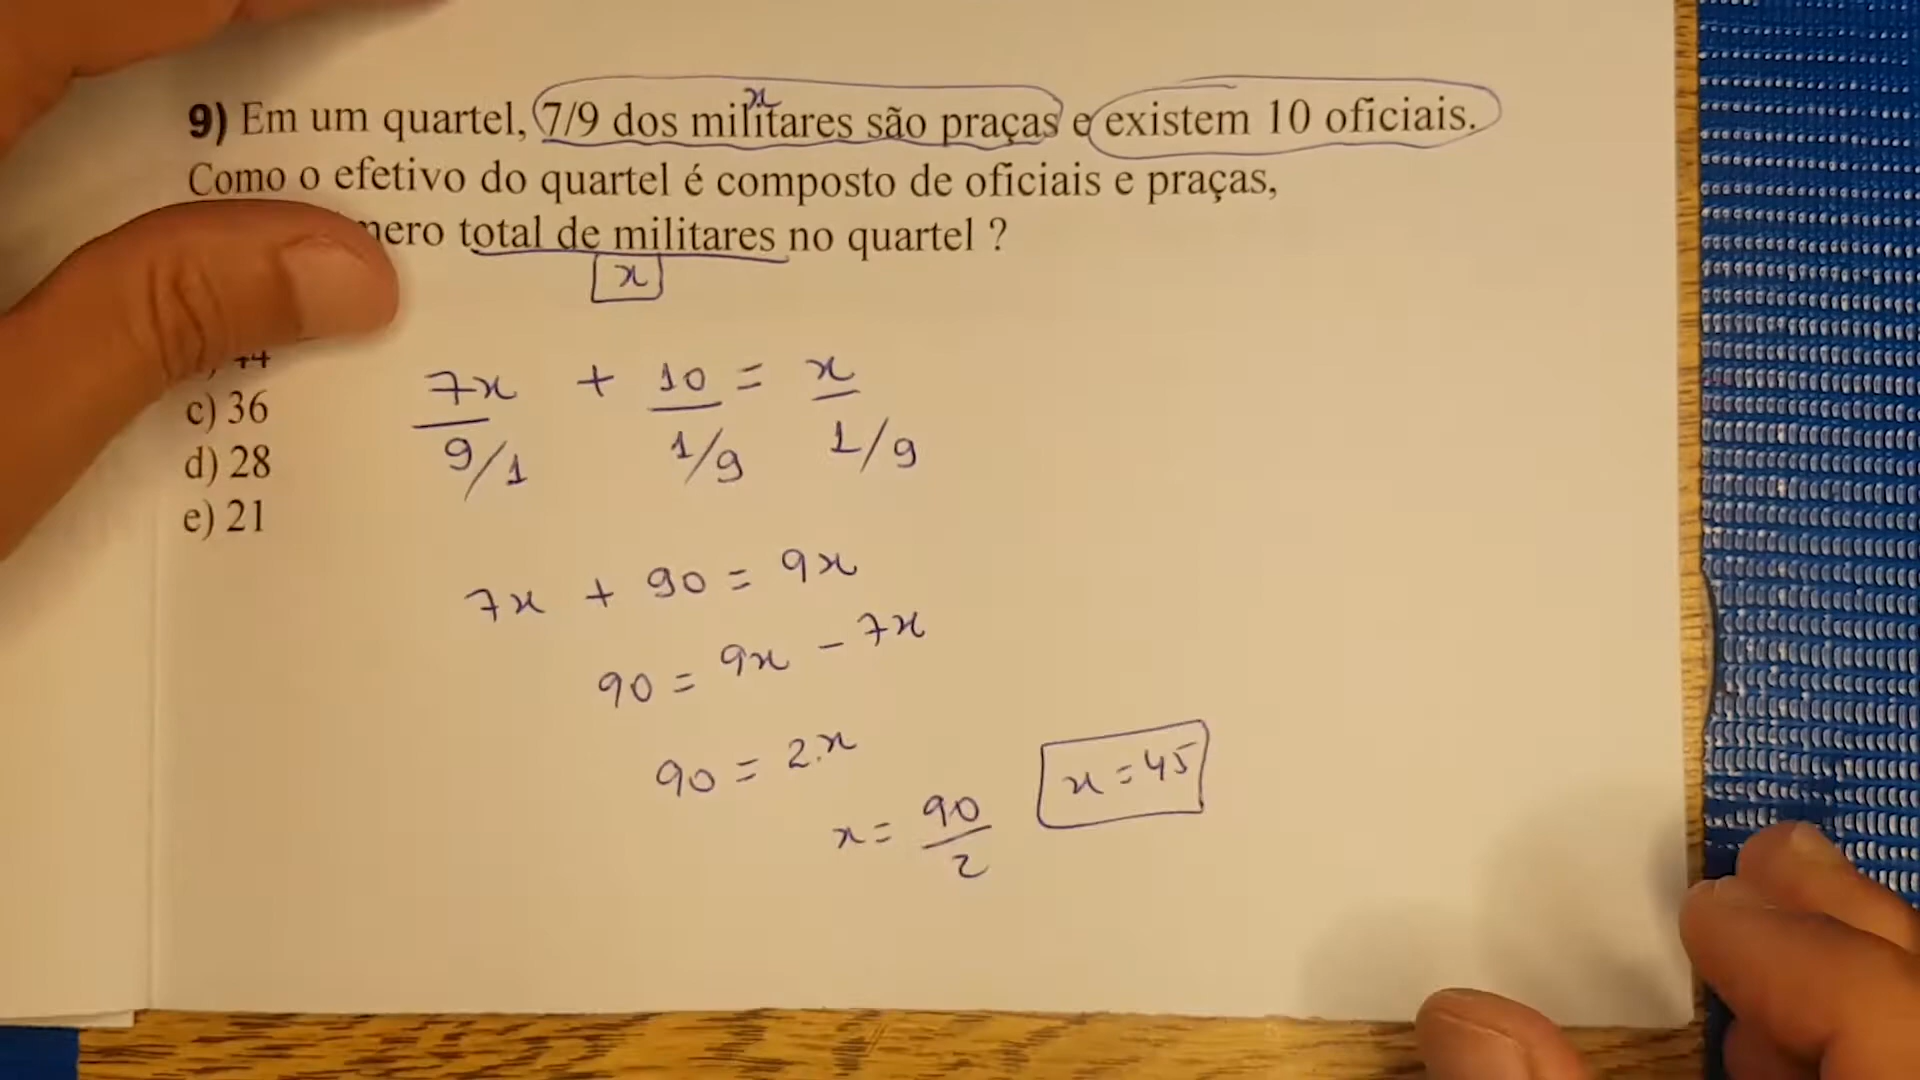 9) Em um quartel, 7/9 dos militares são praças e existem 10 oficiais.
x
Como o efetivo do quartel é composto de oficiais e praças,
total de militares no quartel ?
x
7x/9/1 + 10/1/9 = x/1/9
c) 36
d) 28
e) 21
7x + 90 = 9x
90 = 9x - 7x
90 = 2.x
x = 90/2
x = 45